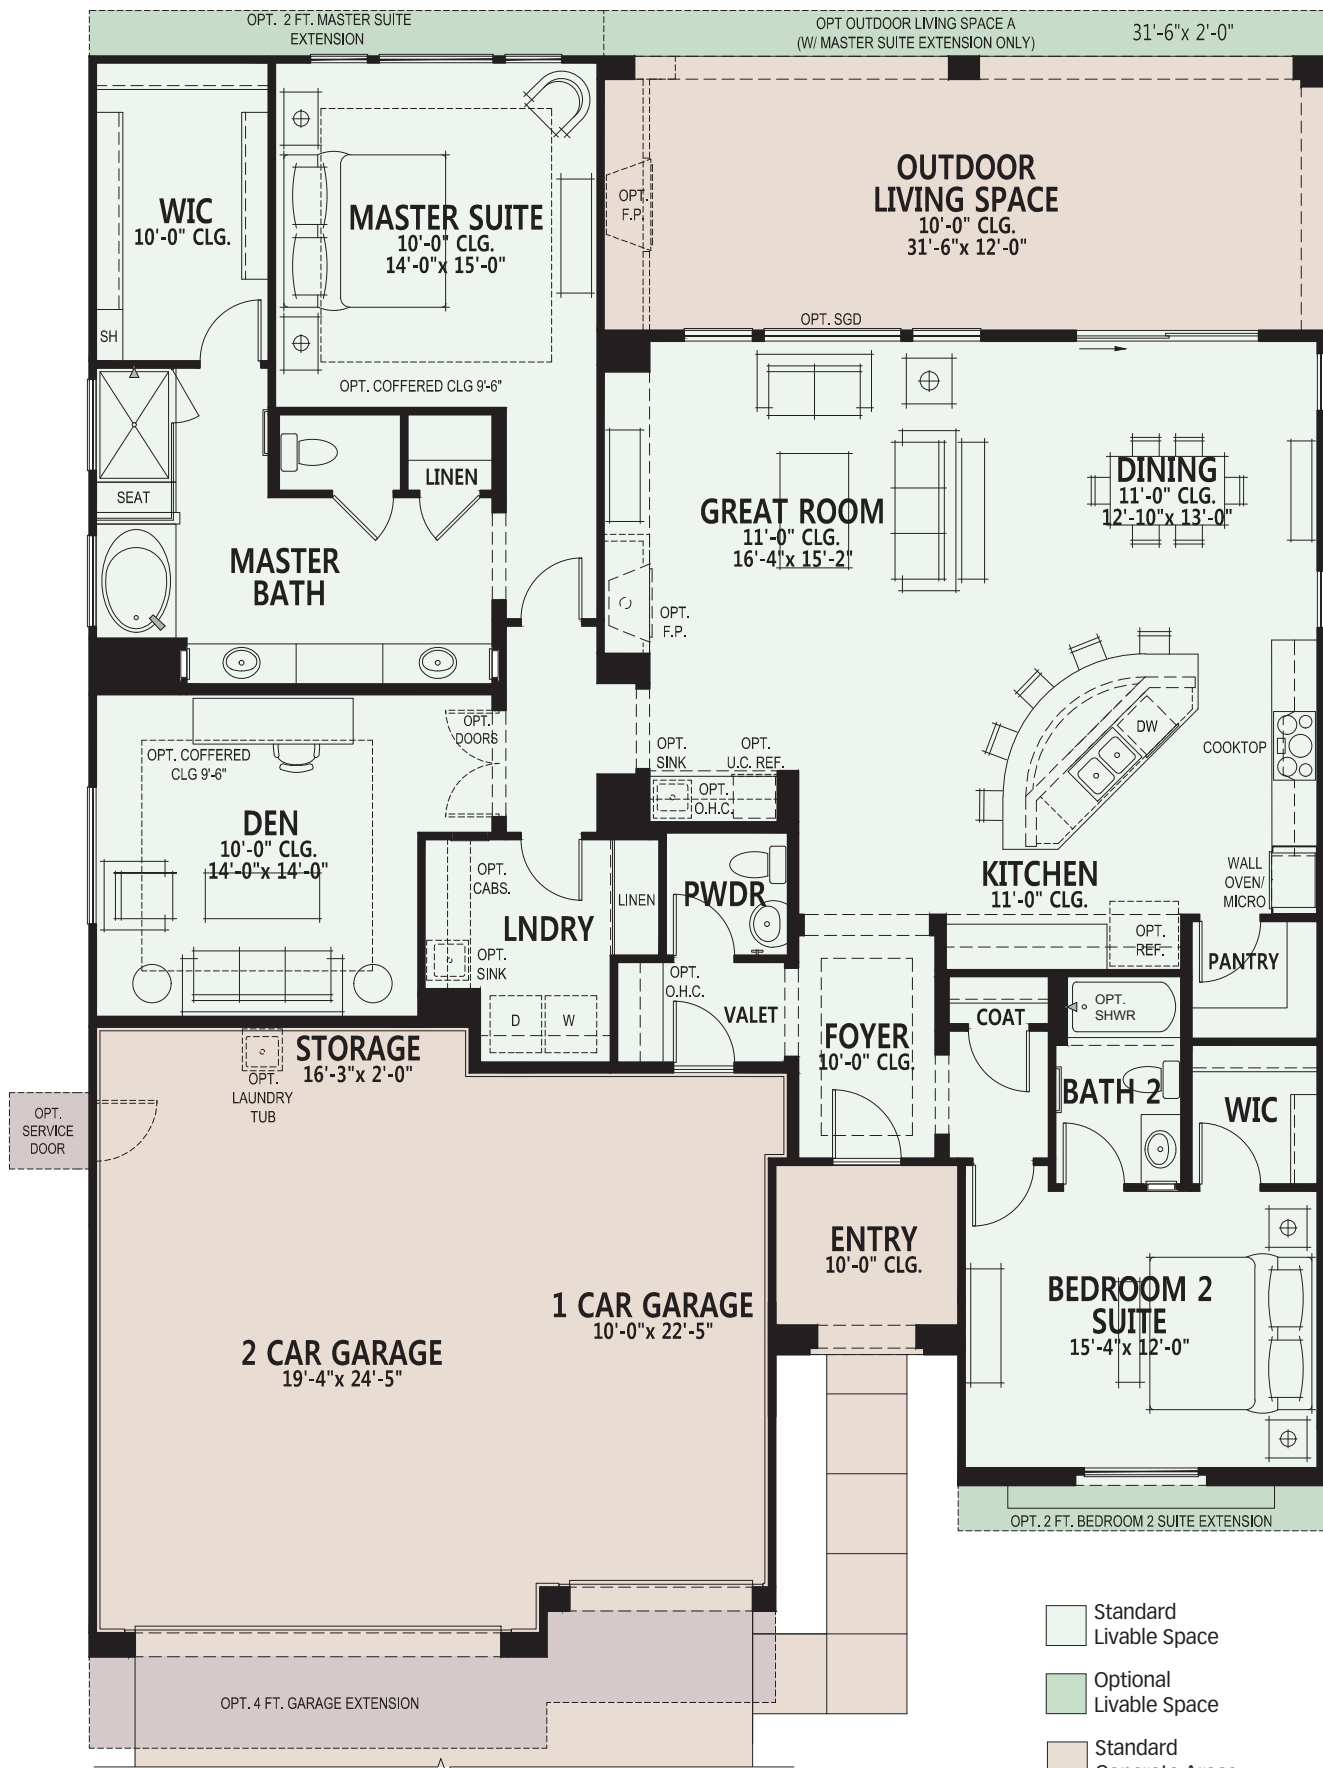 OPT. 2 FT. MASTER SUITE
EXTENSION
OPT OUTDOOR LIVING SPACE A
(W/ MASTER SUITE EXTENSION ONLY)
31'-6"x 2'-0"
WIC
10'-0" CLG.
SH
MASTER SUITE
10'-0" CLG.
14'-0"x 15'-0"
OPT. COFFERED CLG 9'-6"
OPT.
F.P.
OUTDOOR
LIVING SPACE
10'-0" CLG.
31'-6"x 12'-0"
OPT. SGD
SEAT
LINEN
MASTER
BATH
GREAT ROOM
11'-0" CLG.
16'-4"x 15'-2"
OPT.
F.P.
DINING
11'-0" CLG.
12'-10"x 13'-0"
OPT.
DOORS
OPT. COFFERED
CLG 9'-6"
DEN
10'-0" CLG.
14'-0"x 14'-0"
OPT.
SINK
OPT.
U.C. REF.
OPT.
O.H.C.
DW
COOKTOP
KITCHEN
11'-0" CLG.
WALL
OVEN/
MICRO
OPT.
CABS.
LNDRY
LINEN
OPT.
SINK
D
W
PWDR
OPT.
O.H.C.
VALET
OPT.
REF.
PANTRY
FOYER
10'-0" CLG.
COAT
OPT.
SHWR
BATH 2
WIC
STORAGE
16'-3"x 2'-0"
OPT.
LAUNDRY
TUB
OPT.
SERVICE
DOOR
ENTRY
10'-0" CLG.
1 CAR GARAGE
10'-0"x 22'-5"
2 CAR GARAGE
19'-4"x 24'-5"
BEDROOM 2
SUITE
15'-4"x 12'-0"
OPT. 2 FT. BEDROOM 2 SUITE EXTENSION
OPT. 4 FT. GARAGE EXTENSION
Standard
Livable Space
Optional
Livable Space
Standard
Concrete Areas